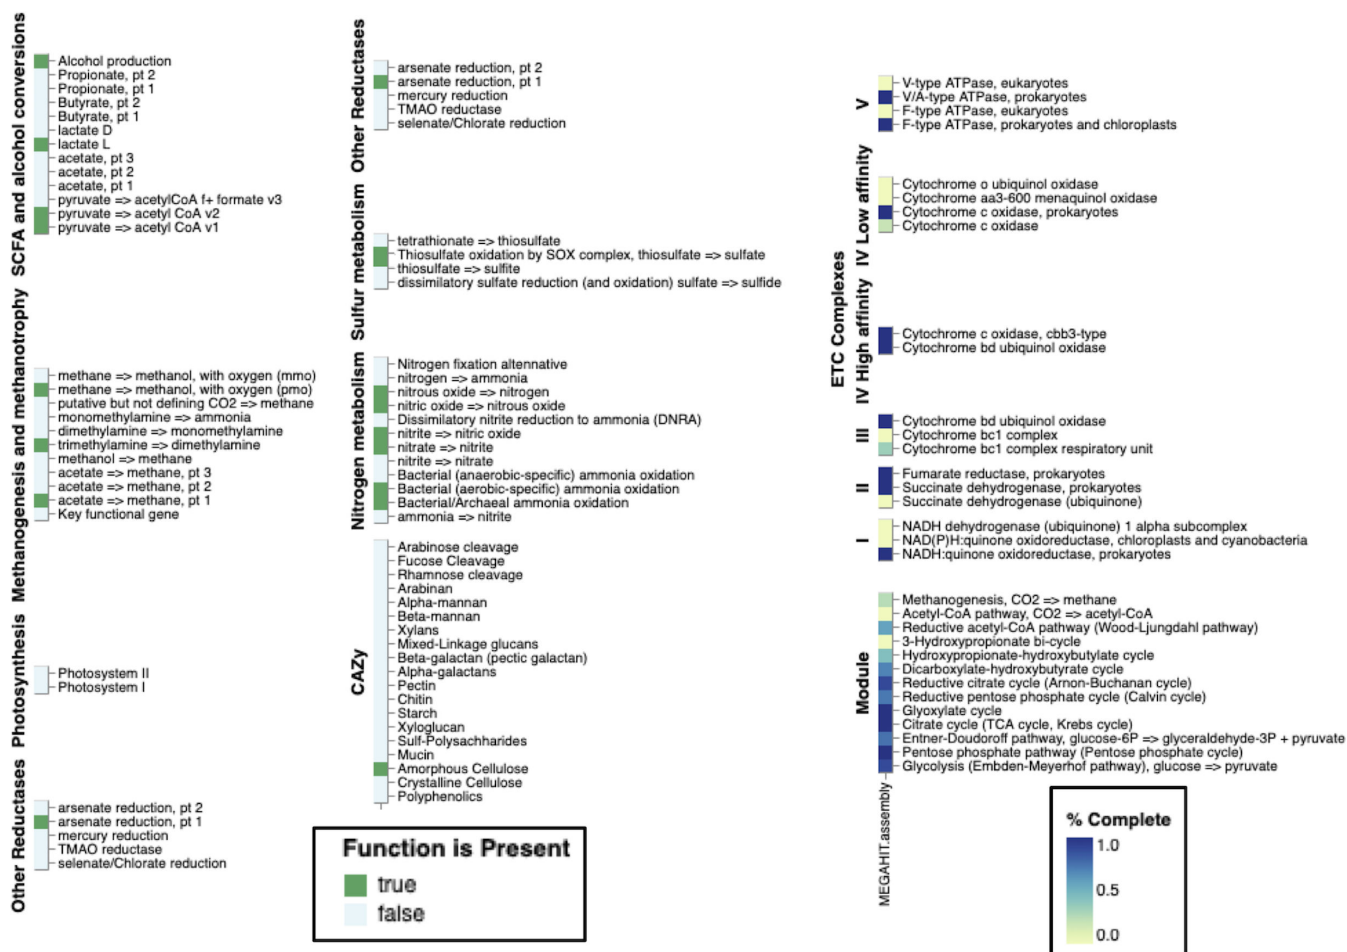 SCFA and alcohol conversions
Alcohol production
Propionate, pt 2
Propionate, pt 1
Butyrate, pt 2
Butyrate, pt 1
lactate D
lactate L
acetate, pt 3
acetate, pt 2
acetate, pt 1
pyruvate => acetylCoA f+ formate v3
pyruvate => acetyl CoA v2
pyruvate => acetyl CoA v1
Methanogenesis and methanotrophy
methane => methanol, with oxygen (mmo)
methane => methanol, with oxygen (pmo)
putative but not defining CO2 => methane
monomethylamine => ammonia
dimethylamine => monomethylamine
trimethylamine => dimethylamine
methanol => methane
acetate => methane, pt 3
acetate => methane, pt 2
acetate => methane, pt 1
Key functional gene
Photosynthesis
Photosystem II
Photosystem I
Other Reductases
arsenate reduction, pt 2
arsenate reduction, pt 1
mercury reduction
TMAO reductase
selenate/Chlorate reduction
Other Reductases
arsenate reduction, pt 2
arsenate reduction, pt 1
mercury reduction
TMAO reductase
selenate/Chlorate reduction
Sulfur metabolism
tetrathionate => thiosulfate
Thiosulfate oxidation by SOX complex, thiosulfate => sulfate
thiosulfate => sulfite
dissimilatory sulfate reduction (and oxidation) sulfate => sulfide
Nitrogen metabolism
Nitrogen fixation altennative
nitrogen => ammonia
nitrous oxide => nitrogen
nitric oxide => nitrous oxide
Dissimilatory nitrite reduction to ammonia (DNRA)
nitrite => nitric oxide
nitrate => nitrite
nitrite => nitrate
Bacterial (anaerobic-specific) ammonia oxidation
Bacterial (aerobic-specific) ammonia oxidation
Bacterial/Archaeal ammonia oxidation
ammonia => nitrite
CAZy
Arabinose cleavage
Fucose Cleavage
Rhamnose cleavage
Arabinan
Alpha-mannan
Beta-mannan
Xylans
Mixed-Linkage glucans
Beta-galactan (pectic galactan)
Alpha-galactans
Pectin
Chitin
Starch
Xyloglucan
Sulf-Polysachharides
Mucin
Amorphous Cellulose
Crystalline Cellulose
Polyphenolics
Function is Present
true
false
ETC Complexes
V
V-type ATPase, eukaryotes
V/A-type ATPase, prokaryotes
F-type ATPase, eukaryotes
F-type ATPase, prokaryotes and chloroplasts
IV Low affinity
Cytochrome o ubiquinol oxidase
Cytochrome aa3-600 menaquinol oxidase
Cytochrome c oxidase, prokaryotes
Cytochrome c oxidase
IV High affinity
Cytochrome c oxidase, cbb3-type
Cytochrome bd ubiquinol oxidase
III
Cytochrome bd ubiquinol oxidase
Cytochrome bc1 complex
Cytochrome bc1 complex respiratory unit
II
Fumarate reductase, prokaryotes
Succinate dehydrogenase, prokaryotes
Succinate dehydrogenase (ubiquinone)
I
NADH dehydrogenase (ubiquinone) 1 alpha subcomplex
NAD(P)H:quinone oxidoreductase, chloroplasts and cyanobacteria
NADH:quinone oxidoreductase, prokaryotes
Module
Methanogenesis, CO2 => methane
Acetyl-CoA pathway, CO2 => acetyl-CoA
Reductive acetyl-CoA pathway (Wood-Ljungdahl pathway)
3-Hydroxypropionate bi-cycle
Hydroxypropionate-hydroxybutylate cycle
Dicarboxylate-hydroxybutyrate cycle
Reductive citrate cycle (Arnon-Buchanan cycle)
Reductive pentose phosphate cycle (Calvin cycle)
Glyoxylate cycle
Citrate cycle (TCA cycle, Krebs cycle)
Entner-Doudoroff pathway, glucose-6P => glyceraldehyde-3P + pyruvate
Pentose phosphate pathway (Pentose phosphate cycle)
Glycolysis (Embden-Meyerhof pathway), glucose => pyruvate
MEGAHIT.assembly
% Complete
1.0
0.5
0.0